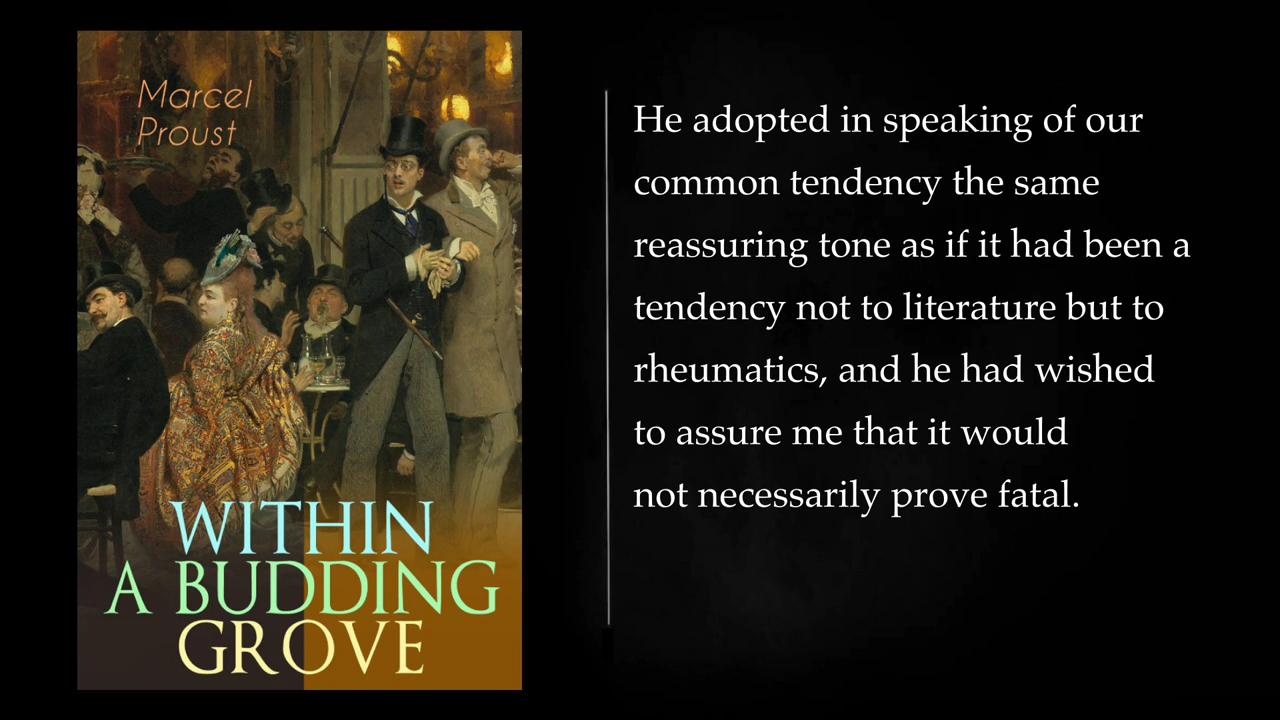 Marcel
Proust
WITHIN
A BUDDING
GROVE
He adopted in speaking of our
common tendency the same
reassuring tone as if it had been a
tendency not to literature but to
rheumatics, and he had wished
to assure me that it would
not necessarily prove fatal.